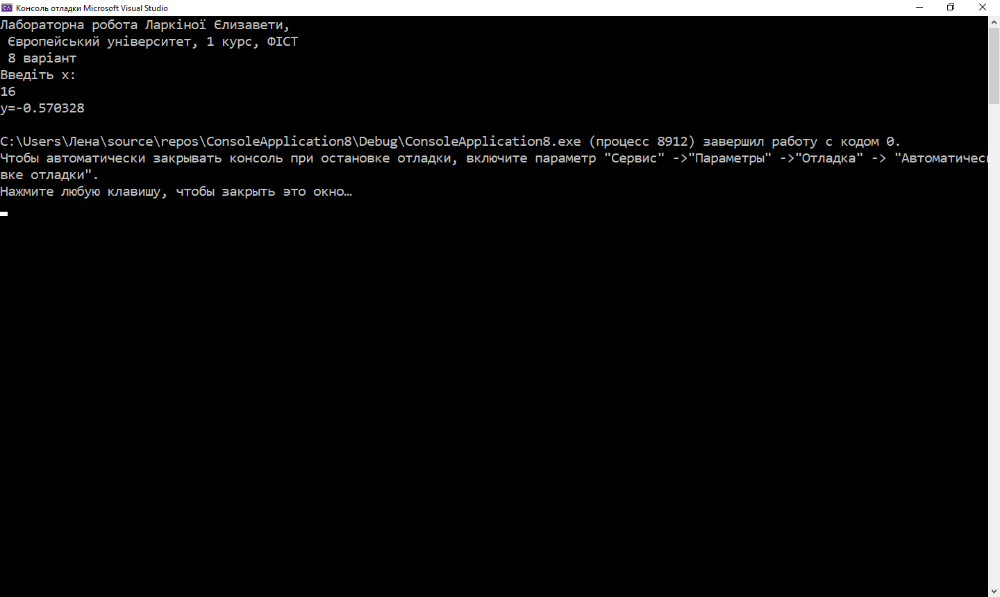 Консоль отладки Microsoft Visual Studio
Лабораторна робота Ларкіної Єлизавети,
Європейський університет, 1 курс, ФІСТ
8 варіант
Введіть x:
16
y=-0.570328
C:\Users\Лена\source\repos\ConsoleApplication8\Debug\ConsoleApplication8.exe (процесс 8912) завершил работу с кодом 0.
Чтобы автоматически закрывать консоль при остановке отладки, включите параметр "Сервис" ->"Параметры" ->"Отладка" -> "Автоматичес
вке отладки".
Нажмите любую клавишу, чтобы закрыть это окно…